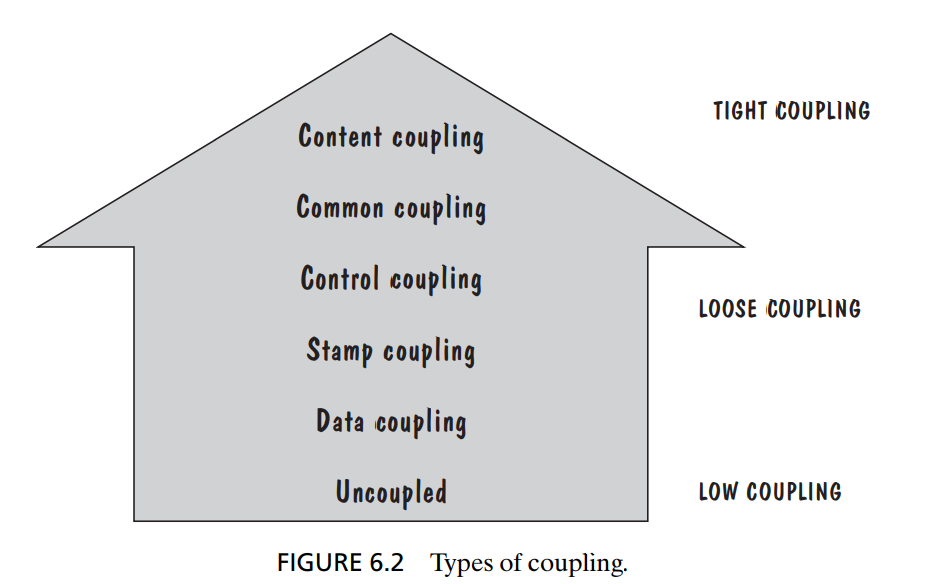 TIGHT COUPLING
Content coupling
Common coupling
Control coupling
LOOSE COUPLING
Stamp coupling
Data coupling
Uncoupled
LOW COUPLING
FIGURE 6.2 Types of coupling.